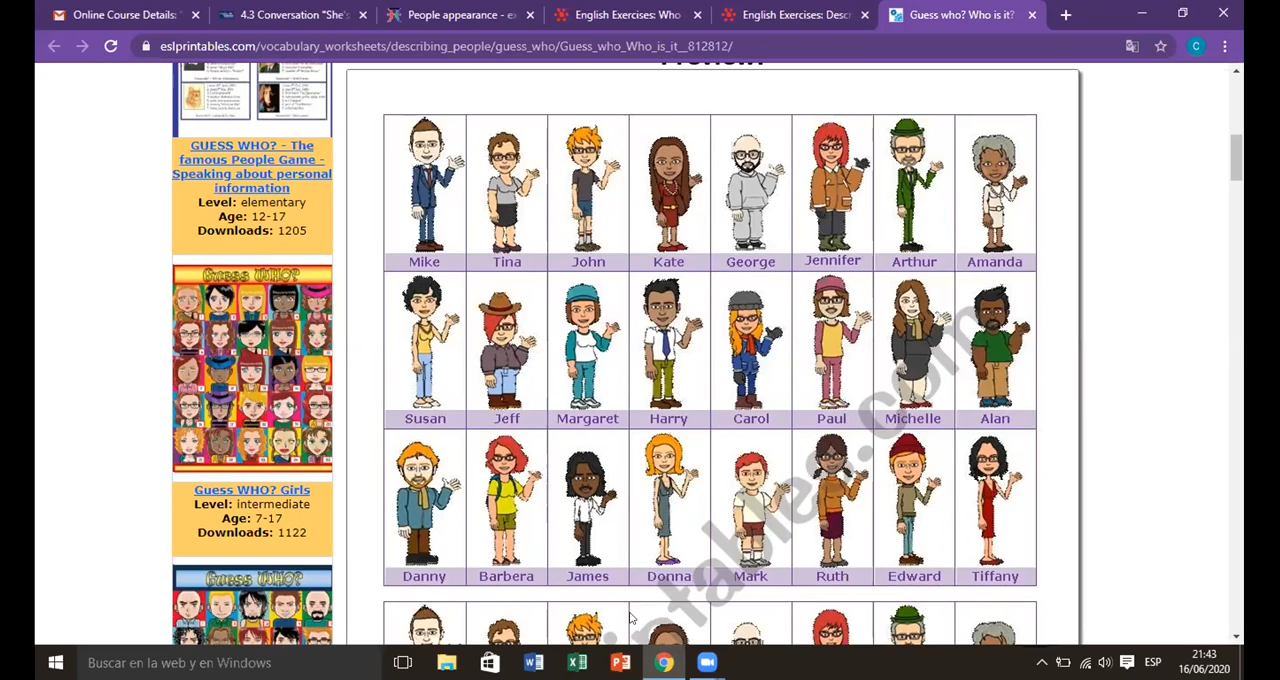 Online Course Details: "
4.3 Conversation "She's
People appearance - e
English Exercises: Who
English Exercises: Descr
Guess who? Who is it?
eslprintables.com/vocabulary_worksheets/describing_people/guess_who/Guess_who_Who_is_it__812812/
C
GUESS WHO? - The
famous People Game -
Speaking about personal
information
Level: elementary
Age: 12-17
Downloads: 1205
Guess WHO?
Guess WHO? Girls
Level: intermediate
Age: 7-17
Downloads: 1122
Guess WHO?
Mike Tina John Kate George Jennifer Arthur Amanda
Susan Jeff Margaret Harry Carol Paul Michelle Alan
Danny Barbera James Donna Mark Ruth Edward Tiffany
Buscar en la web y en Windows
ESP
21:43
16/06/2020